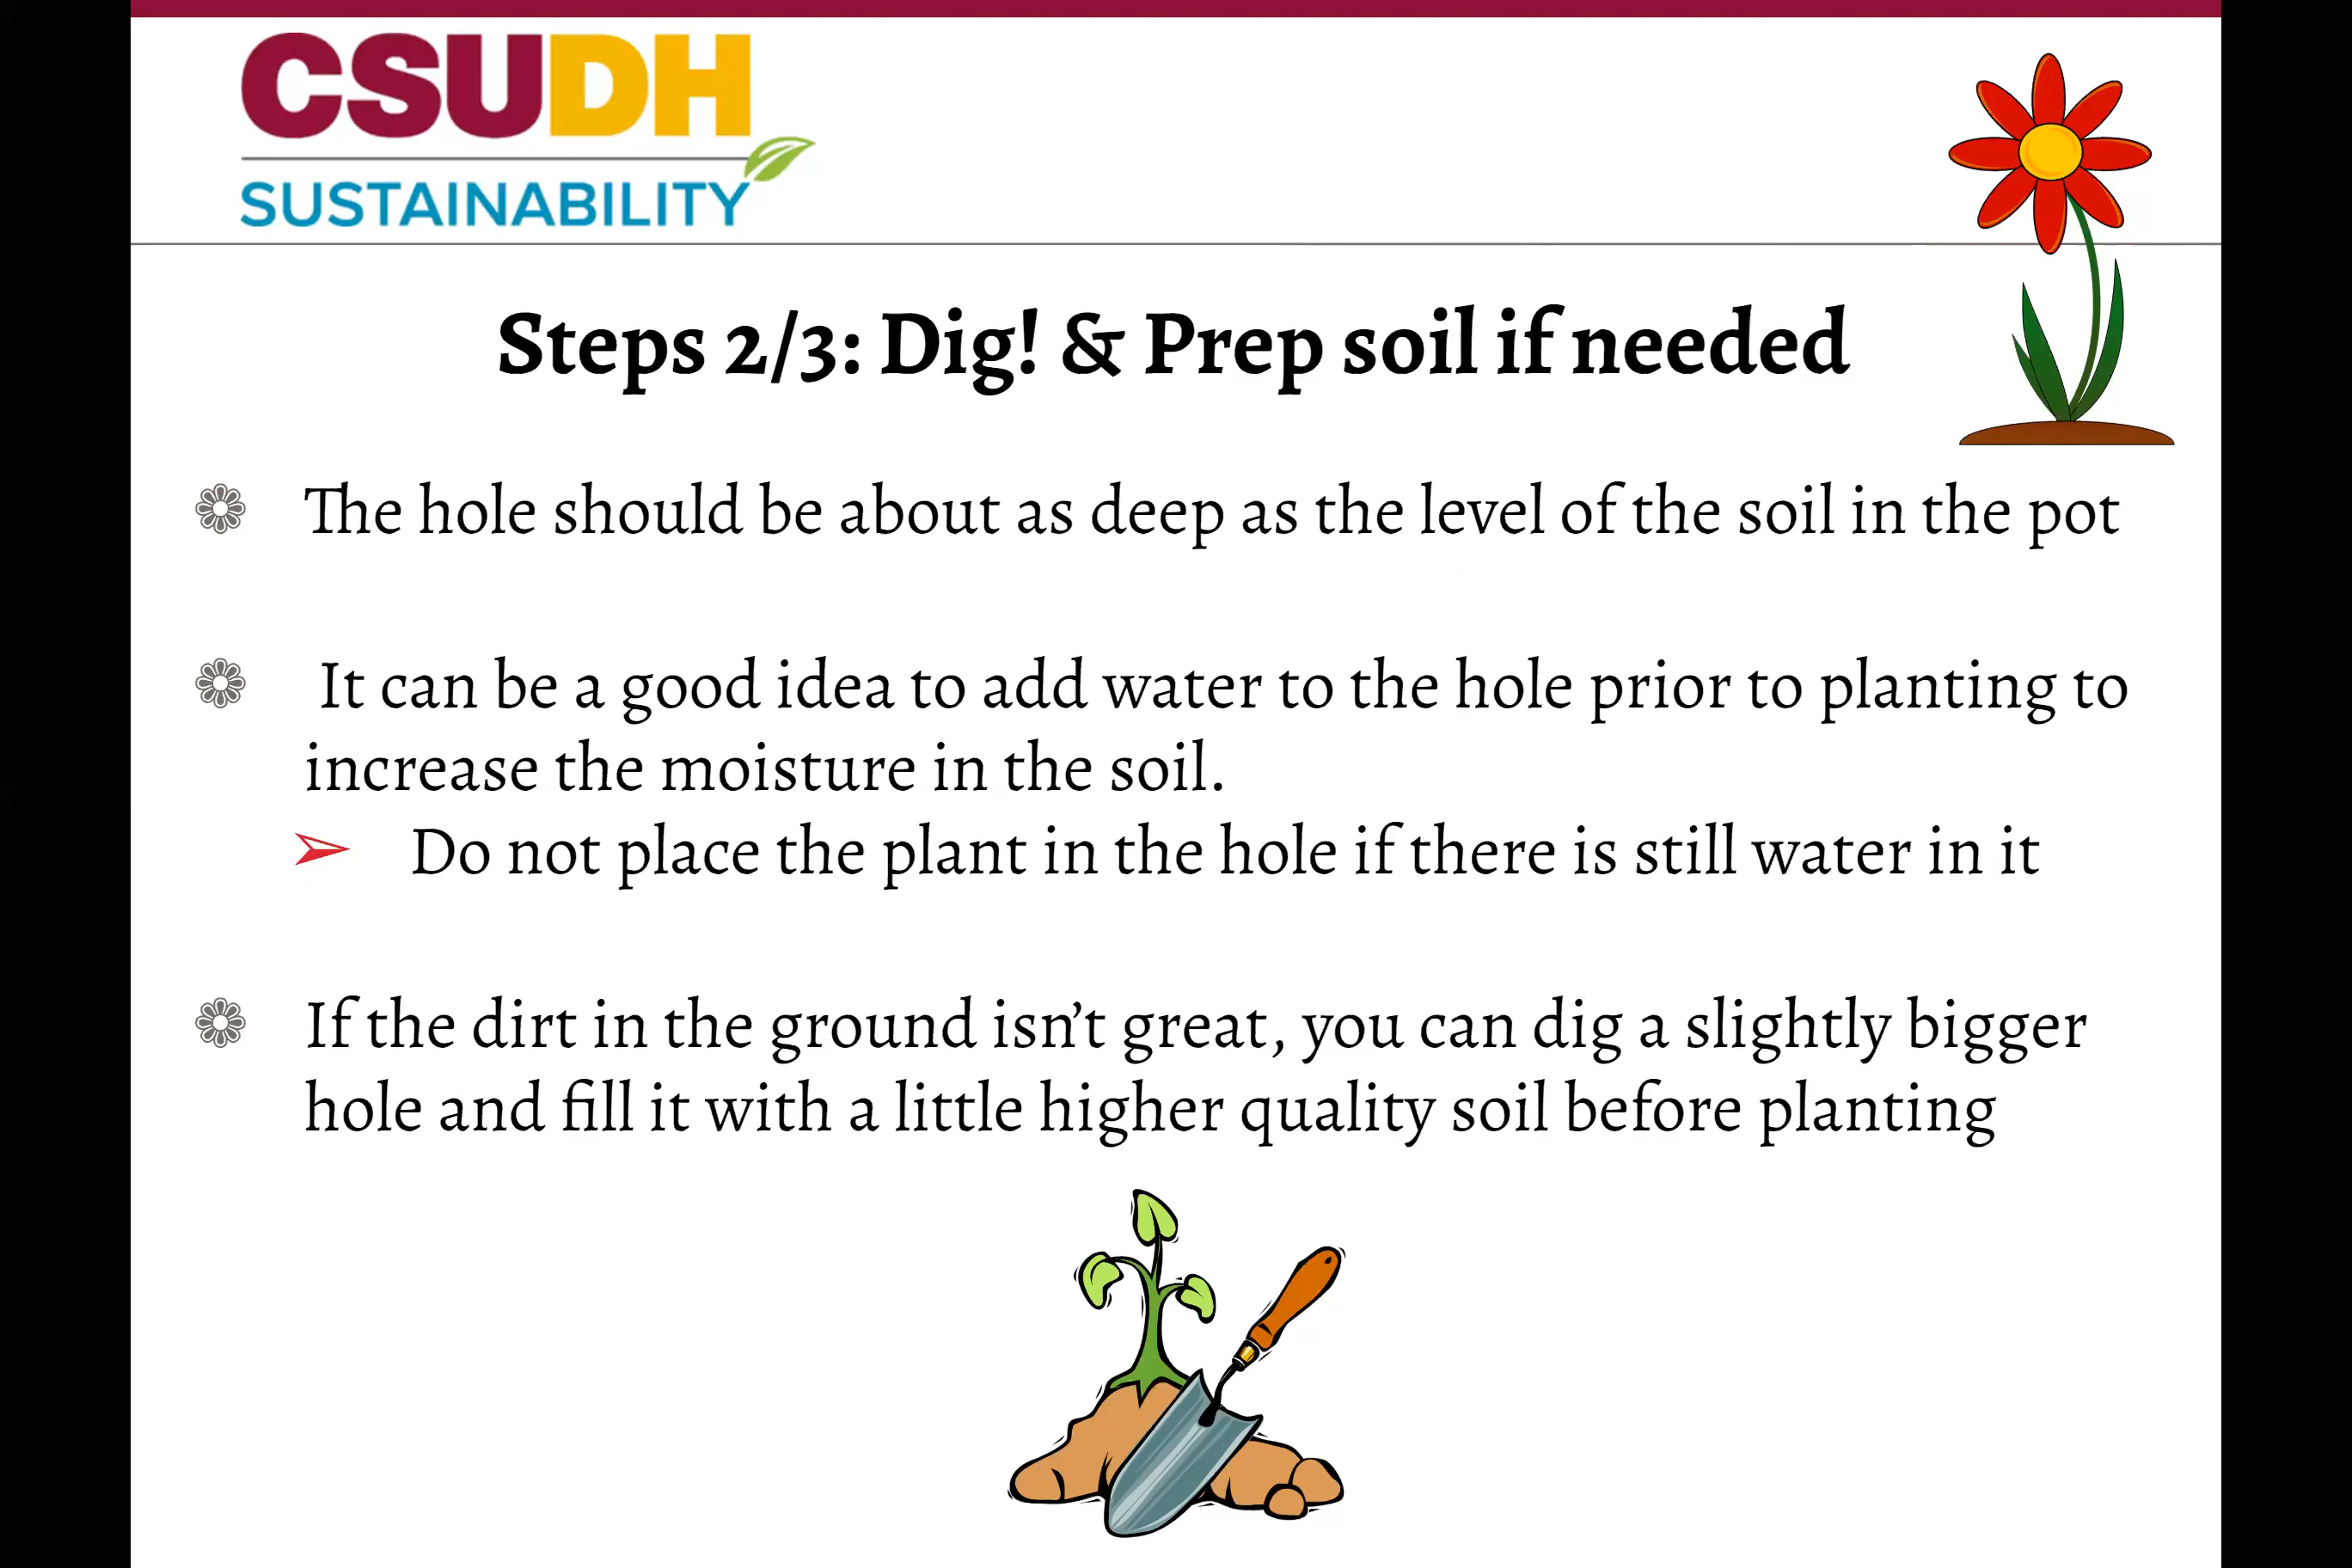 CSUDH
SUSTAINABILITY
Steps 2/3: Dig! & Prep soil if needed
The hole should be about as deep as the level of the soil in the pot
It can be a good idea to add water to the hole prior to planting to
increase the moisture in the soil.
Do not place the plant in the hole if there is still water in it
If the dirt in the ground isn’t great, you can dig a slightly bigger
hole and fill it with a little higher quality soil before planting